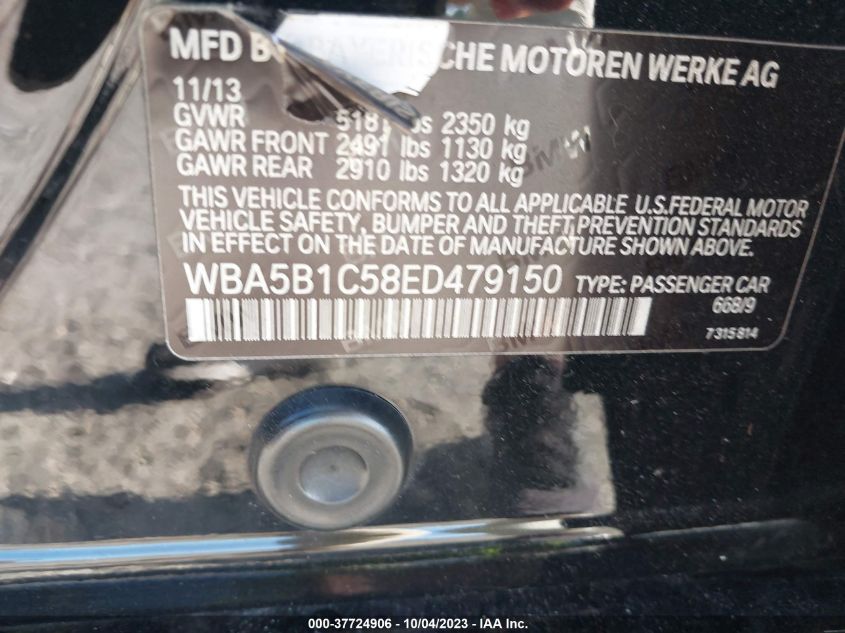 MFD BAYERISCHE MOTOREN WERKE AG
11/13
GVWR 2350 kg
GAWR FRONT 2491 lbs 1130 kg
GAWR REAR 2910 lbs 1320 kg
THIS VEHICLE CONFORMS TO ALL APPLICABLE U.S.FEDERAL MOTOR
VEHICLE SAFETY, BUMPER AND THEFT PREVENTION STANDARDS
IN EFFECT ON THE DATE OF MANUFACTURE SHOWN ABOVE.
WBA5B1C58ED479150 TYPE: PASSENGER CAR
668/9
7315814
000-37724906 - 10/04/2023 - IAA Inc.